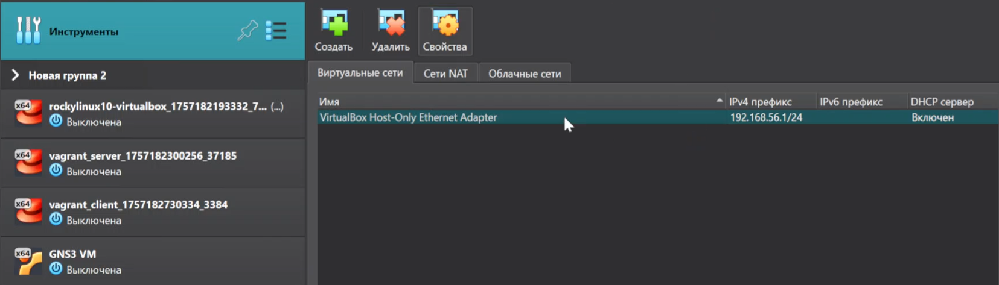 Инструменты
Новая группа 2
x64
rockylinux10-virtualbox_1757182193332_7... (...)
Выключена
x64
vagrant_server_1757182300256_37185
Выключена
x64
vagrant_client_1757182730334_3384
Выключена
x64
GNS3 VM
Выключена
Создать Удалить Свойства
Виртуальные сети Сети NAT Облачные сети
Имя IPv4 префикс IPv6 префикс DHCP сервер
VirtualBox Host-Only Ethernet Adapter 192.168.56.1/24 Включен